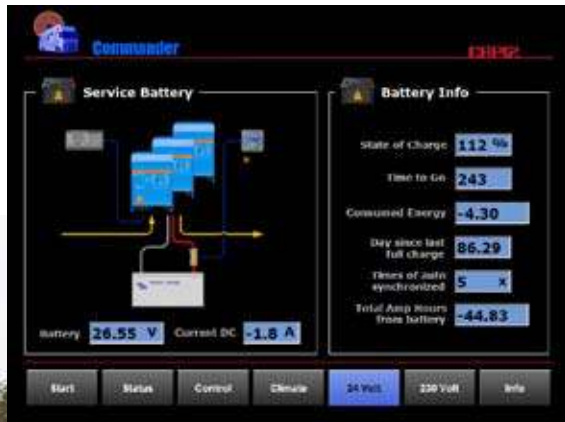 Commander
Service Battery
Battery 26.55 V Current DC -1.8 A
Battery Info
State of Charge 112 %
Time to Go 243
Consumed Energy -4.30
Day since last
full charge 86.29
Times of auto
synchronized 5 x
Total Amp Hours
from battery -44.83
Start Status Control Climate 24 Volt 230 Volt Info